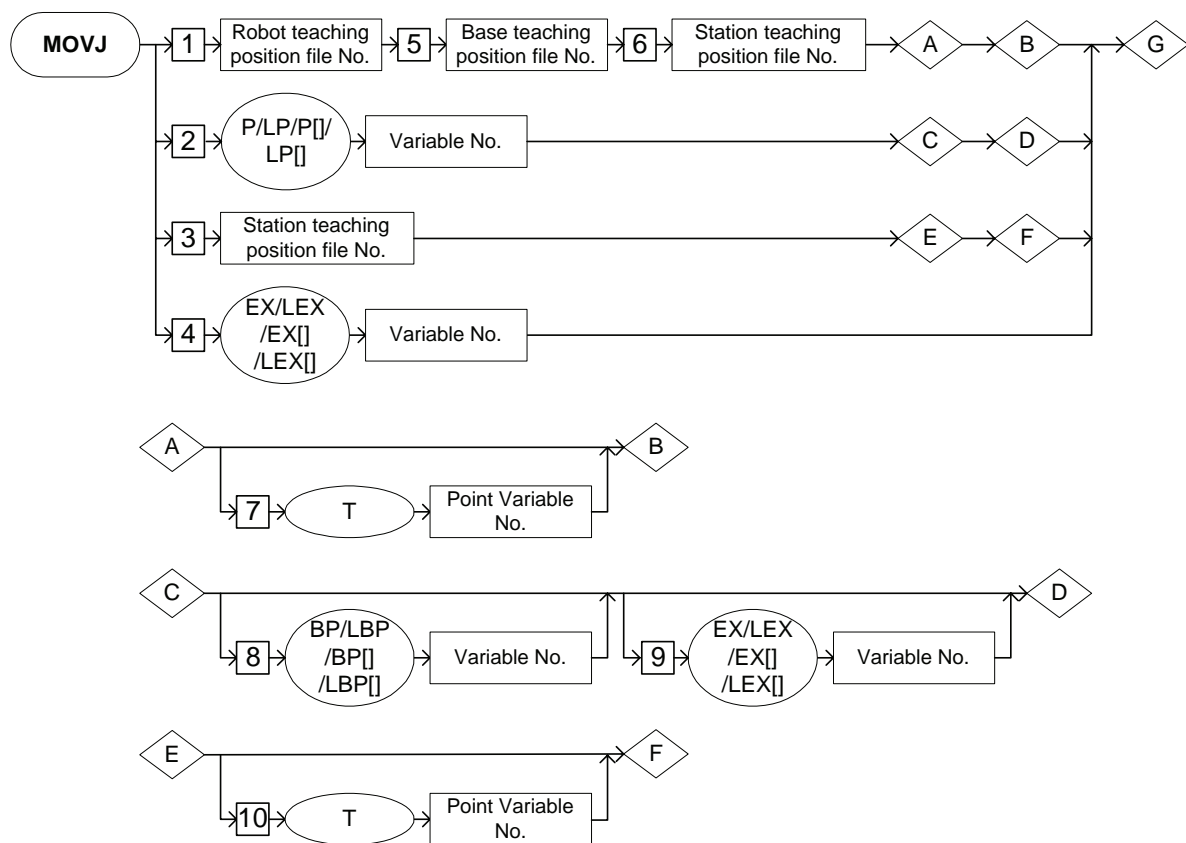 MOVJ
1
Robot teaching
position file No.
5
Base teaching
position file No.
6
Station teaching
position file No.
A
B
G
2
P/LP/P[]/
LP[]
Variable No.
C
D
3
Station teaching
position file No.
E
F
4
EX/LEX
/EX[]
/LEX[]
Variable No.
A
B
7
T
Point Variable
No.
C
D
8
BP/LBP
/BP[]
/LBP[]
Variable No.
9
EX/LEX
/EX[]
/LEX[]
Variable No.
E
F
10
T
Point Variable
No.